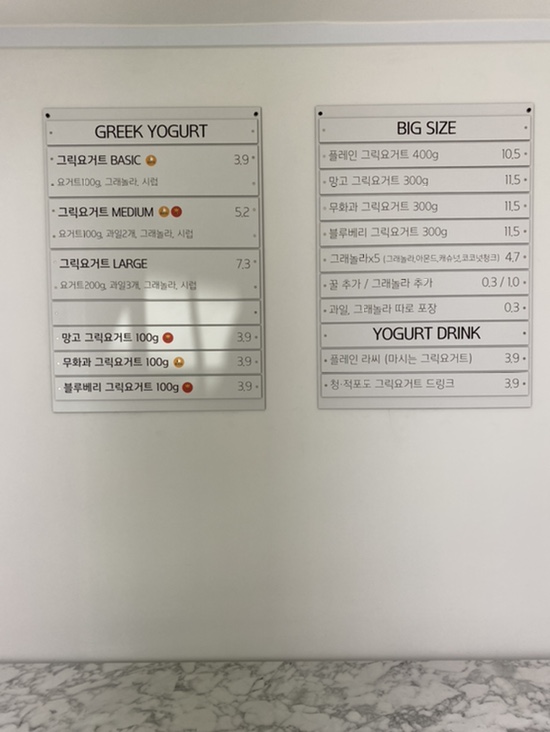 GREEK YOGURT
그릭요거트 BASIC 3,9
요거트100g, 그래놀라, 시럽
그릭요거트 MEDIUM 5,2
요거트100g, 과일2개, 그래놀라, 시럽
그릭요거트 LARGE 7.3
요거트200g, 과일3개, 그래놀라, 시럽
망고 그릭요거트 100g 3,9
무화과 그릭요거트 100g 3,9
블루베리 그릭요거트 100g 3,9
BIG SIZE
플레인 그릭요거트 400g 10,5
망고 그릭요거트 300g 11,5
무화과 그릭요거트 300g 11,5
블루베리 그릭요거트 300g 11,5
그래놀라x5 (그래놀라,아몬드,캐슈넛,코코넛청크) 4,7
꿀 추가 / 그래놀라 추가 0.3 / 1.0
과일, 그래놀라 따로 포장 0.3
YOGURT DRINK
플레인 라씨 (마시는 그릭요거트) 3,9
청·적포도 그릭요거트 드링크 3,9